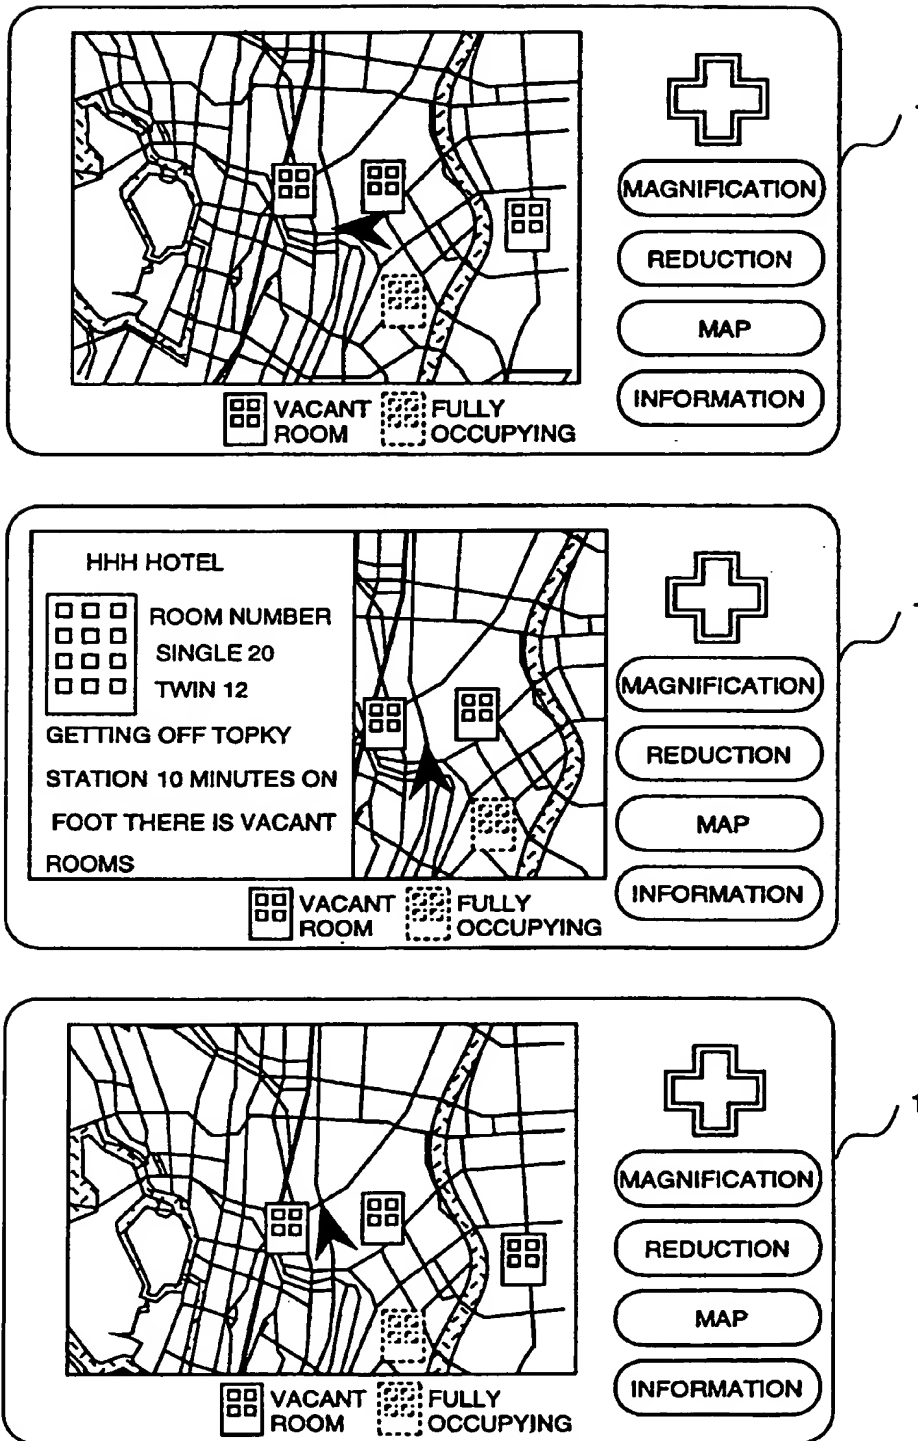 MAGNIFICATION
REDUCTION
MAP
INFORMATION
VACANT
ROOM
FULLY
OCCUPYING
HHH HOTEL
ROOM NUMBER
SINGLE 20
TWIN 12
GETTING OFF TOPKY
STATION 10 MINUTES ON
FOOT THERE IS VACANT
ROOMS
MAGNIFICATION
REDUCTION
MAP
INFORMATION
VACANT
ROOM
FULLY
OCCUPYING
MAGNIFICATION
REDUCTION
MAP
INFORMATION
VACANT
ROOM
FULLY
OCCUPYING